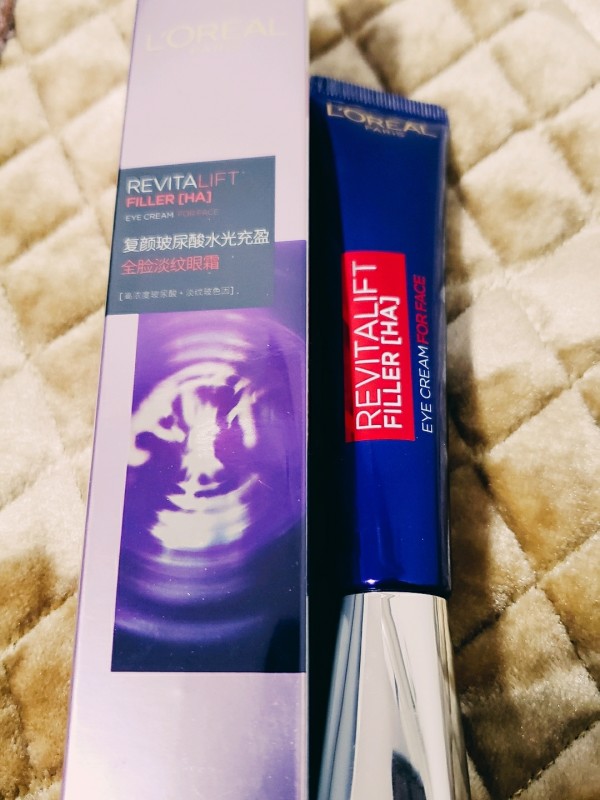 L'ORÉAL
REVITALIFT
FILLER [HA]
EYE CREAM FOR FACE
复颜玻尿酸水光充盈
全脸淡纹眼霜
L'ORÉAL
PARIS
REVITALIFT
FILLER [HA]
EYE CREAM FOR FACE